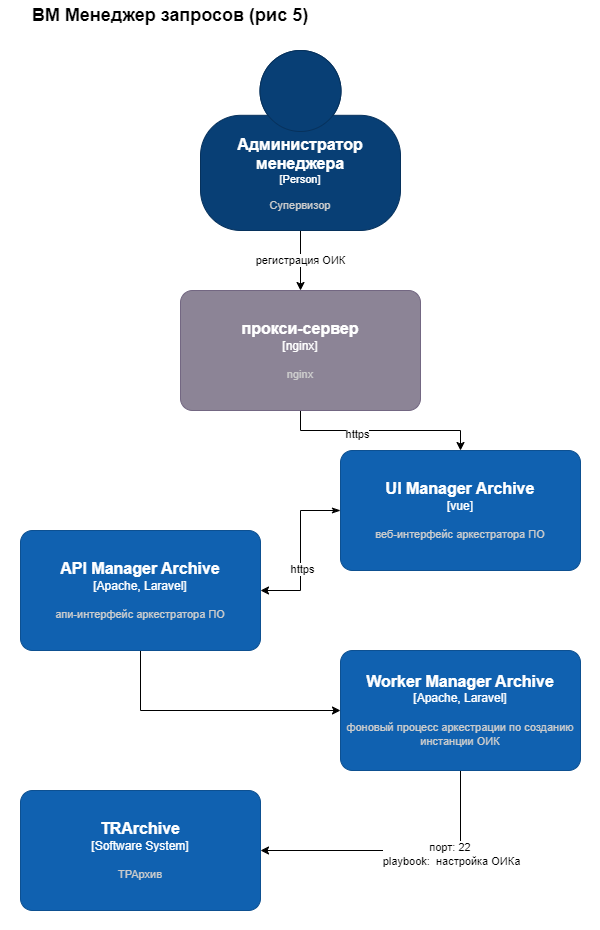 ВМ Менеджер запросов (рис 5)
Администратор
менеджера
[Person]
Супервизор
регистрация ОИК
прокси-сервер
[nginx]
nginx
https
UI Manager Archive
[vue]
веб-интерфейс аркестратора ПО
https
API Manager Archive
[Apache, Laravel]
апи-интерфейс аркестратора ПО
Worker Manager Archive
[Apache, Laravel]
фоновый процесс аркестрации по созданию
инстанции ОИК
порт: 22
playbook: настройка ОИКа
TRArchive
[Software System]
ТРАрхив